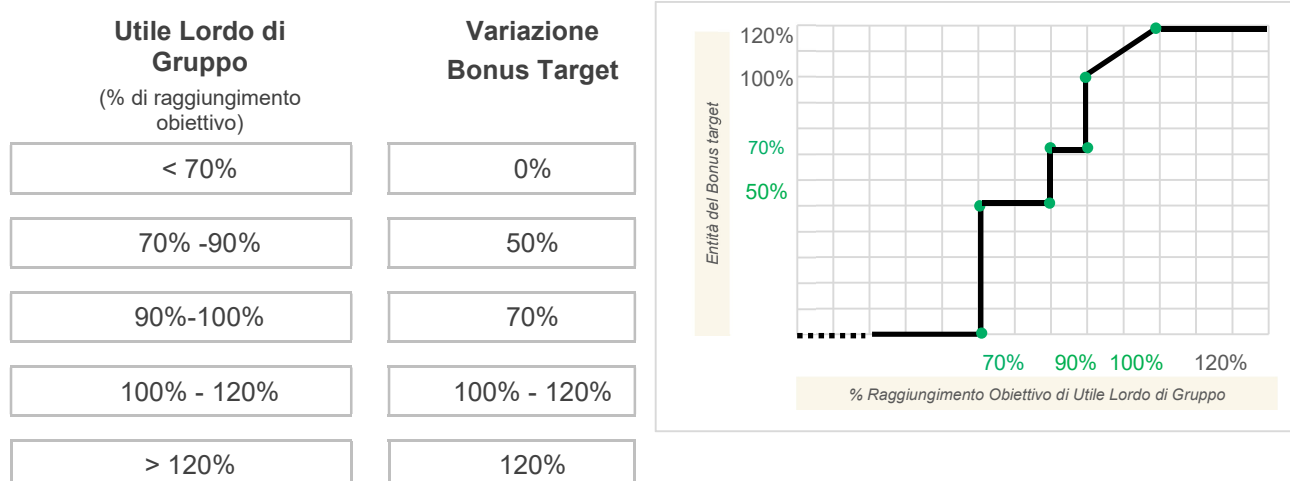 Utile Lordo di
Gruppo
(% di raggiungimento
obiettivo)
Variazione
Bonus Target
< 70%
0%
70% -90%
50%
90%-100%
70%
100% - 120%
100% - 120%
> 120%
120%
Entità del Bonus target
120%
100%
70%
50%
70%
90%
100%
120%
% Raggiungimento Obiettivo di Utile Lordo di Gruppo